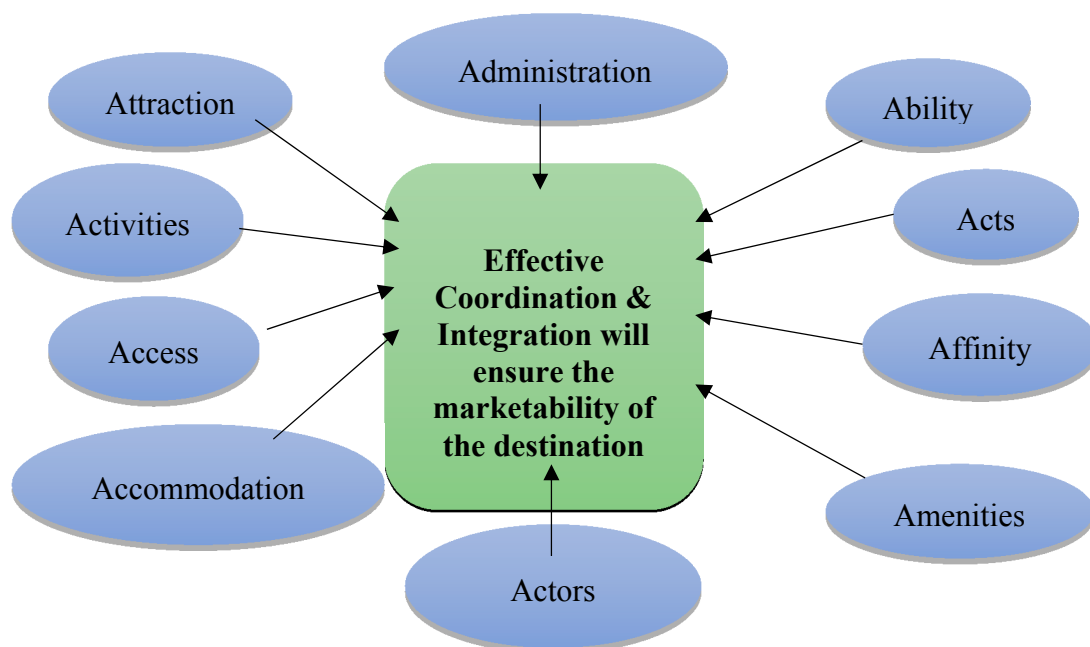 Administration
Attraction
Ability
Activities
Acts
Effective
Coordination &
Integration will
ensure the
marketability of
the destination
Access
Affinity
Accommodation
Amenities
Actors